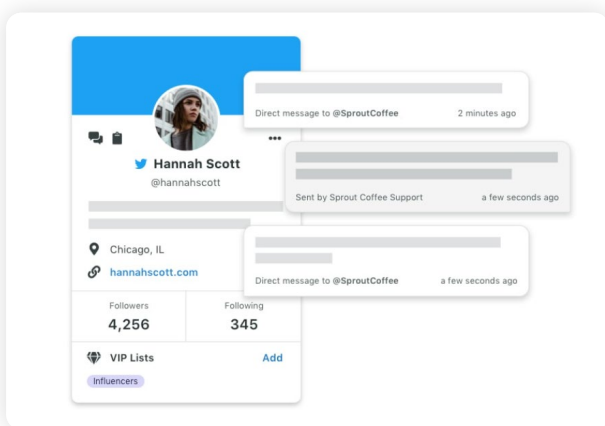 Direct message to @SproutCoffee 2 minutes ago
Hannah Scott
@hannahscott
Sent by Sprout Coffee Support a few seconds ago
Chicago, IL
hannahscott.com
Direct message to @SproutCoffee a few seconds ago
Followers Following
4,256 345
VIP Lists Add
Influencers